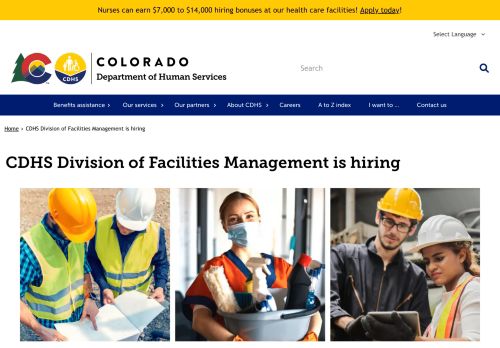 Nurses can earn $7,000 to $14,000 hiring bonuses at our health care facilities! Apply today!
Select Language
COLORADO
Department of Human Services
CDHS
Search
Benefits assistance › Our services › Our partners › About CDHS › Careers A to Z index I want to ... Contact us
Home › CDHS Division of Facilities Management is hiring
CDHS Division of Facilities Management is hiring